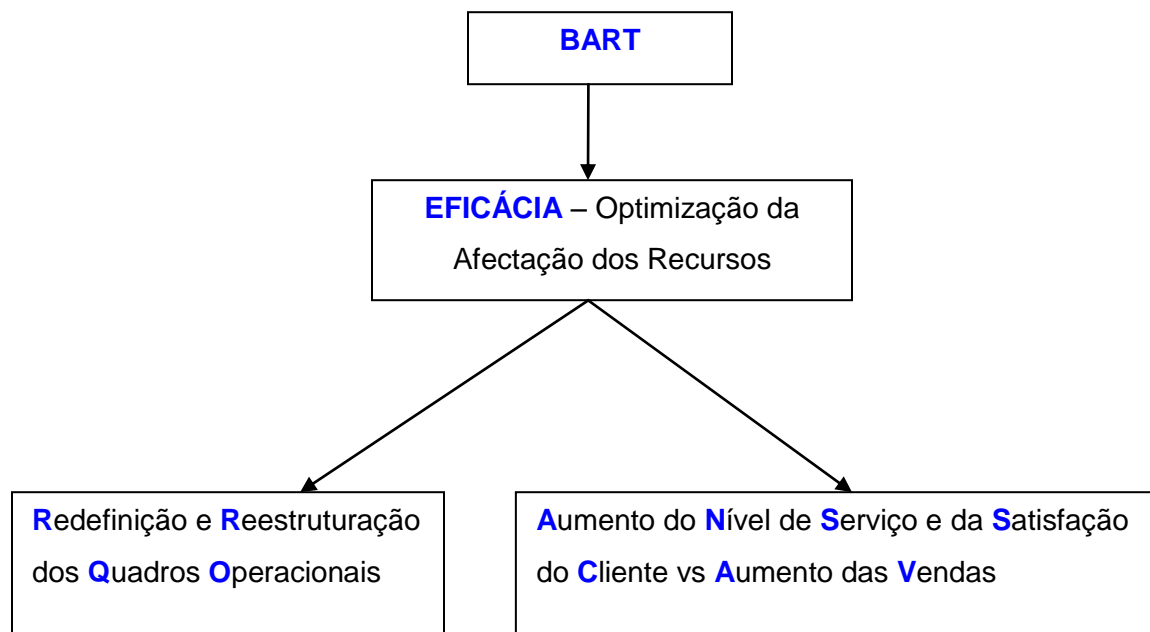 BART
EFICÁCIA – Optimização da
Afectação dos Recursos
Redefinição e Reestruturação
dos Quadros Operacionais
Aumento do Nível de Serviço e da Satisfação
do Cliente vs Aumento das Vendas